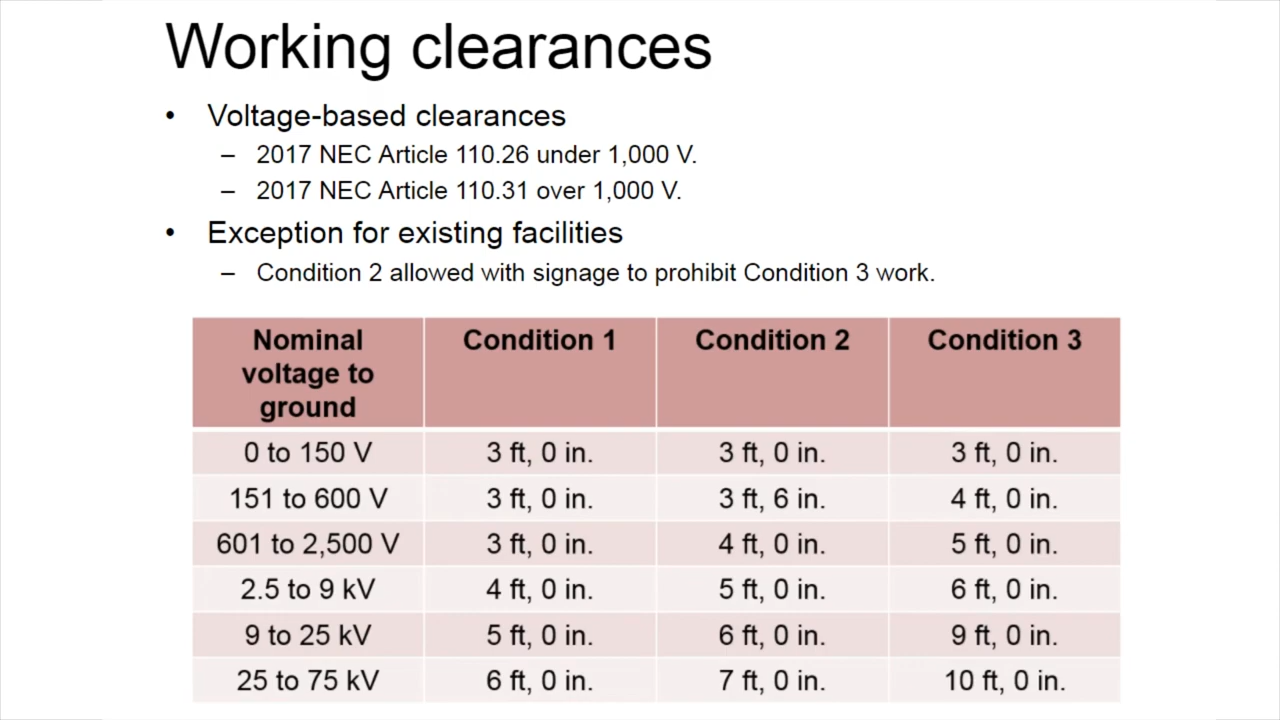 Working clearances
• Voltage-based clearances
– 2017 NEC Article 110.26 under 1,000 V.
– 2017 NEC Article 110.31 over 1,000 V.
• Exception for existing facilities
– Condition 2 allowed with signage to prohibit Condition 3 work.
Nominal voltage to ground Condition 1 Condition 2 Condition 3
0 to 150 V 3 ft, 0 in. 3 ft, 0 in. 3 ft, 0 in.
151 to 600 V 3 ft, 0 in. 3 ft, 6 in. 4 ft, 0 in.
601 to 2,500 V 3 ft, 0 in. 4 ft, 0 in. 5 ft, 0 in.
2.5 to 9 kV 4 ft, 0 in. 5 ft, 0 in. 6 ft, 0 in.
9 to 25 kV 5 ft, 0 in. 6 ft, 0 in. 9 ft, 0 in.
25 to 75 kV 6 ft, 0 in. 7 ft, 0 in. 10 ft, 0 in.